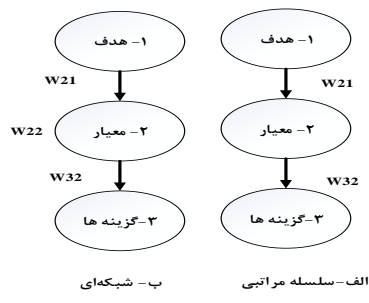 ۱- هدف
W21
۲- معیار
W32
۳-گزینه ها
الف-سلسله مراتبی
۱- هدف
W21
W22
۲- معیار
W32
۳-گزینه ها
ب- شبکه‌ای